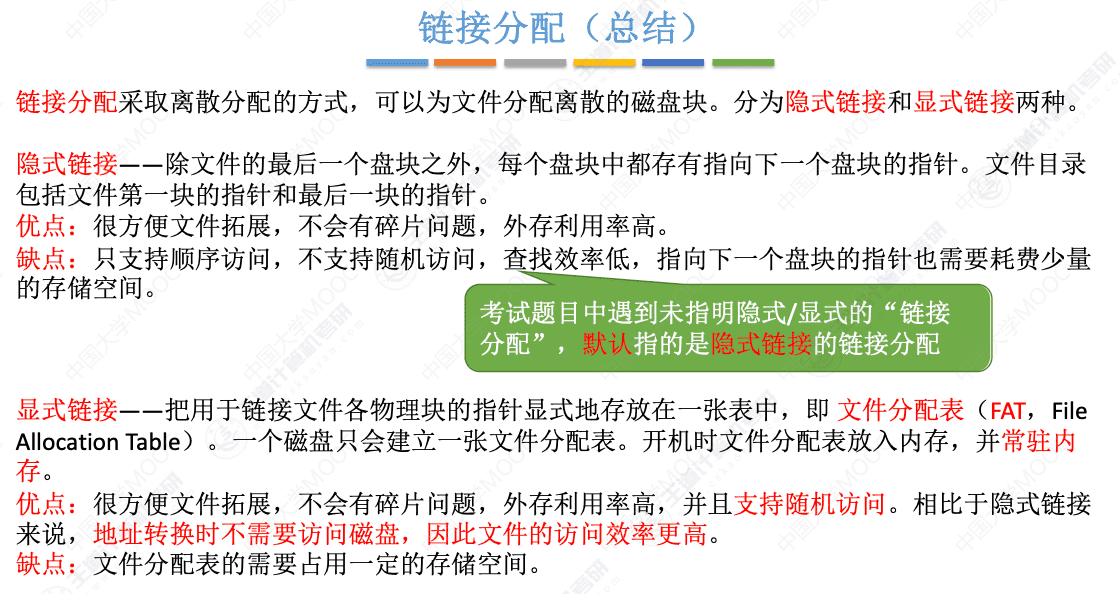 链接分配（总结）
链接分配采取离散分配的方式，可以为文件分配离散的磁盘块。分为隐式链接和显式链接两种。
隐式链接——除文件的最后一个盘块之外，每个盘块中都存有指向下一个盘块的指针。文件目录
包括文件第一块的指针和最后一块的指针。
优点：很方便文件拓展，不会有碎片问题，外存利用率高。
缺点：只支持顺序访问，不支持随机访问，查找效率低，指向下一个盘块的指针也需要耗费少量
的存储空间。
考试题目中遇到未指明隐式/显式的“链接
分配”，默认指的是隐式链接的链接分配
显式链接——把用于链接文件各物理块的指针显式地存放在一张表中，即 文件分配表（FAT，File
Allocation Table）。一个磁盘只会建立一张文件分配表。开机时文件分配表放入内存，并常驻内
存。
优点：很方便文件拓展，不会有碎片问题，外存利用率高，并且支持随机访问。相比于隐式链接
来说，地址转换时不需要访问磁盘，因此文件的访问效率更高。
缺点：文件分配表的需要占用一定的存储空间。